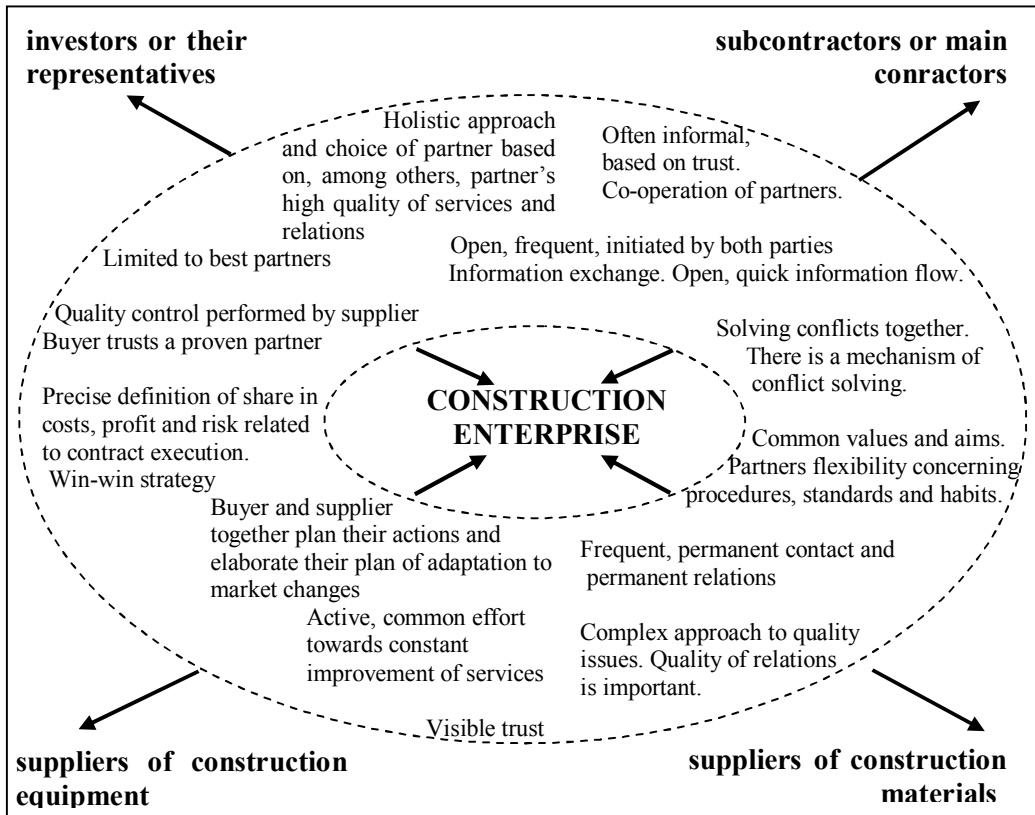 investors or their
representatives
subcontractors or main
conractors
Holistic approach
and choice of partner based
on, among others, partner's
high quality of services and
relations
Often informal,
based on trust.
Co-operation of partners.
Limited to best partners
Open, frequent, initiated by both parties
Information exchange. Open, quick information flow.
Quality control performed by supplier
Buyer trusts a proven partner
Solving conflicts together.
There is a mechanism of
conflict solving.
Precise definition of share in
costs, profit and risk related
to contract execution.
Win-win strategy
CONSTRUCTION
ENTERPRISE
Common values and aims.
Partners flexibility concerning
procedures, standards and habits.
Buyer and supplier
together plan their actions and
elaborate their plan of adaptation to
market changes
Frequent, permanent contact and
permanent relations
Active, common effort
towards constant
improvement of services
Complex approach to quality
issues. Quality of relations
is important.
Visible trust
suppliers of construction
equipment
suppliers of construction
materials